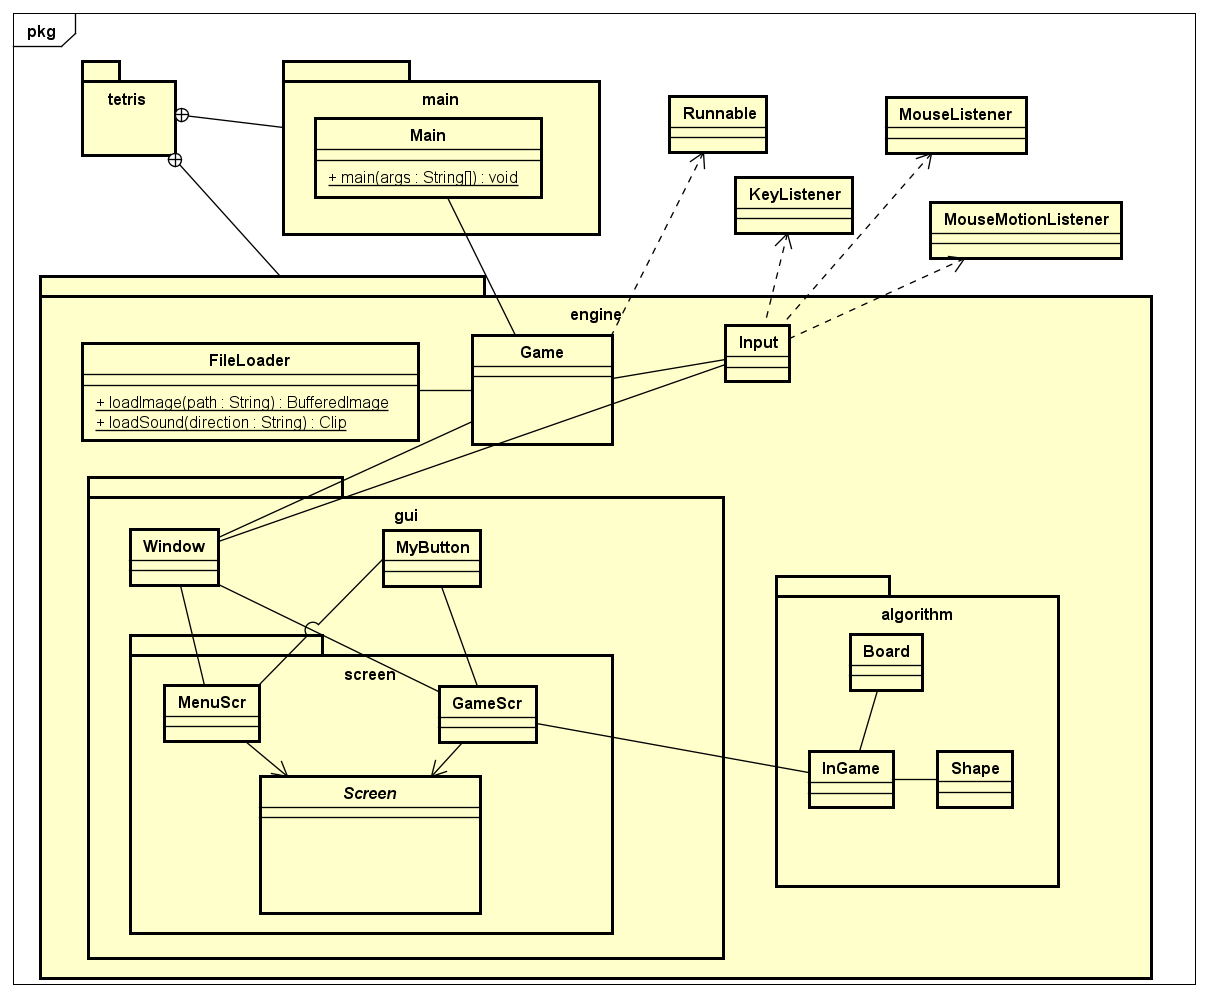 pkg
tetris
main
Main
+ main(args : String[]) : void
Runnable
MouseListener
KeyListener
MouseMotionListener
engine
FileLoader
+ loadImage(path : String) : BufferedImage
+ loadSound(direction : String) : Clip
Game
Input
gui
Window
MyButton
screen
MenuScr
GameScr
Screen
algorithm
Board
InGame
Shape